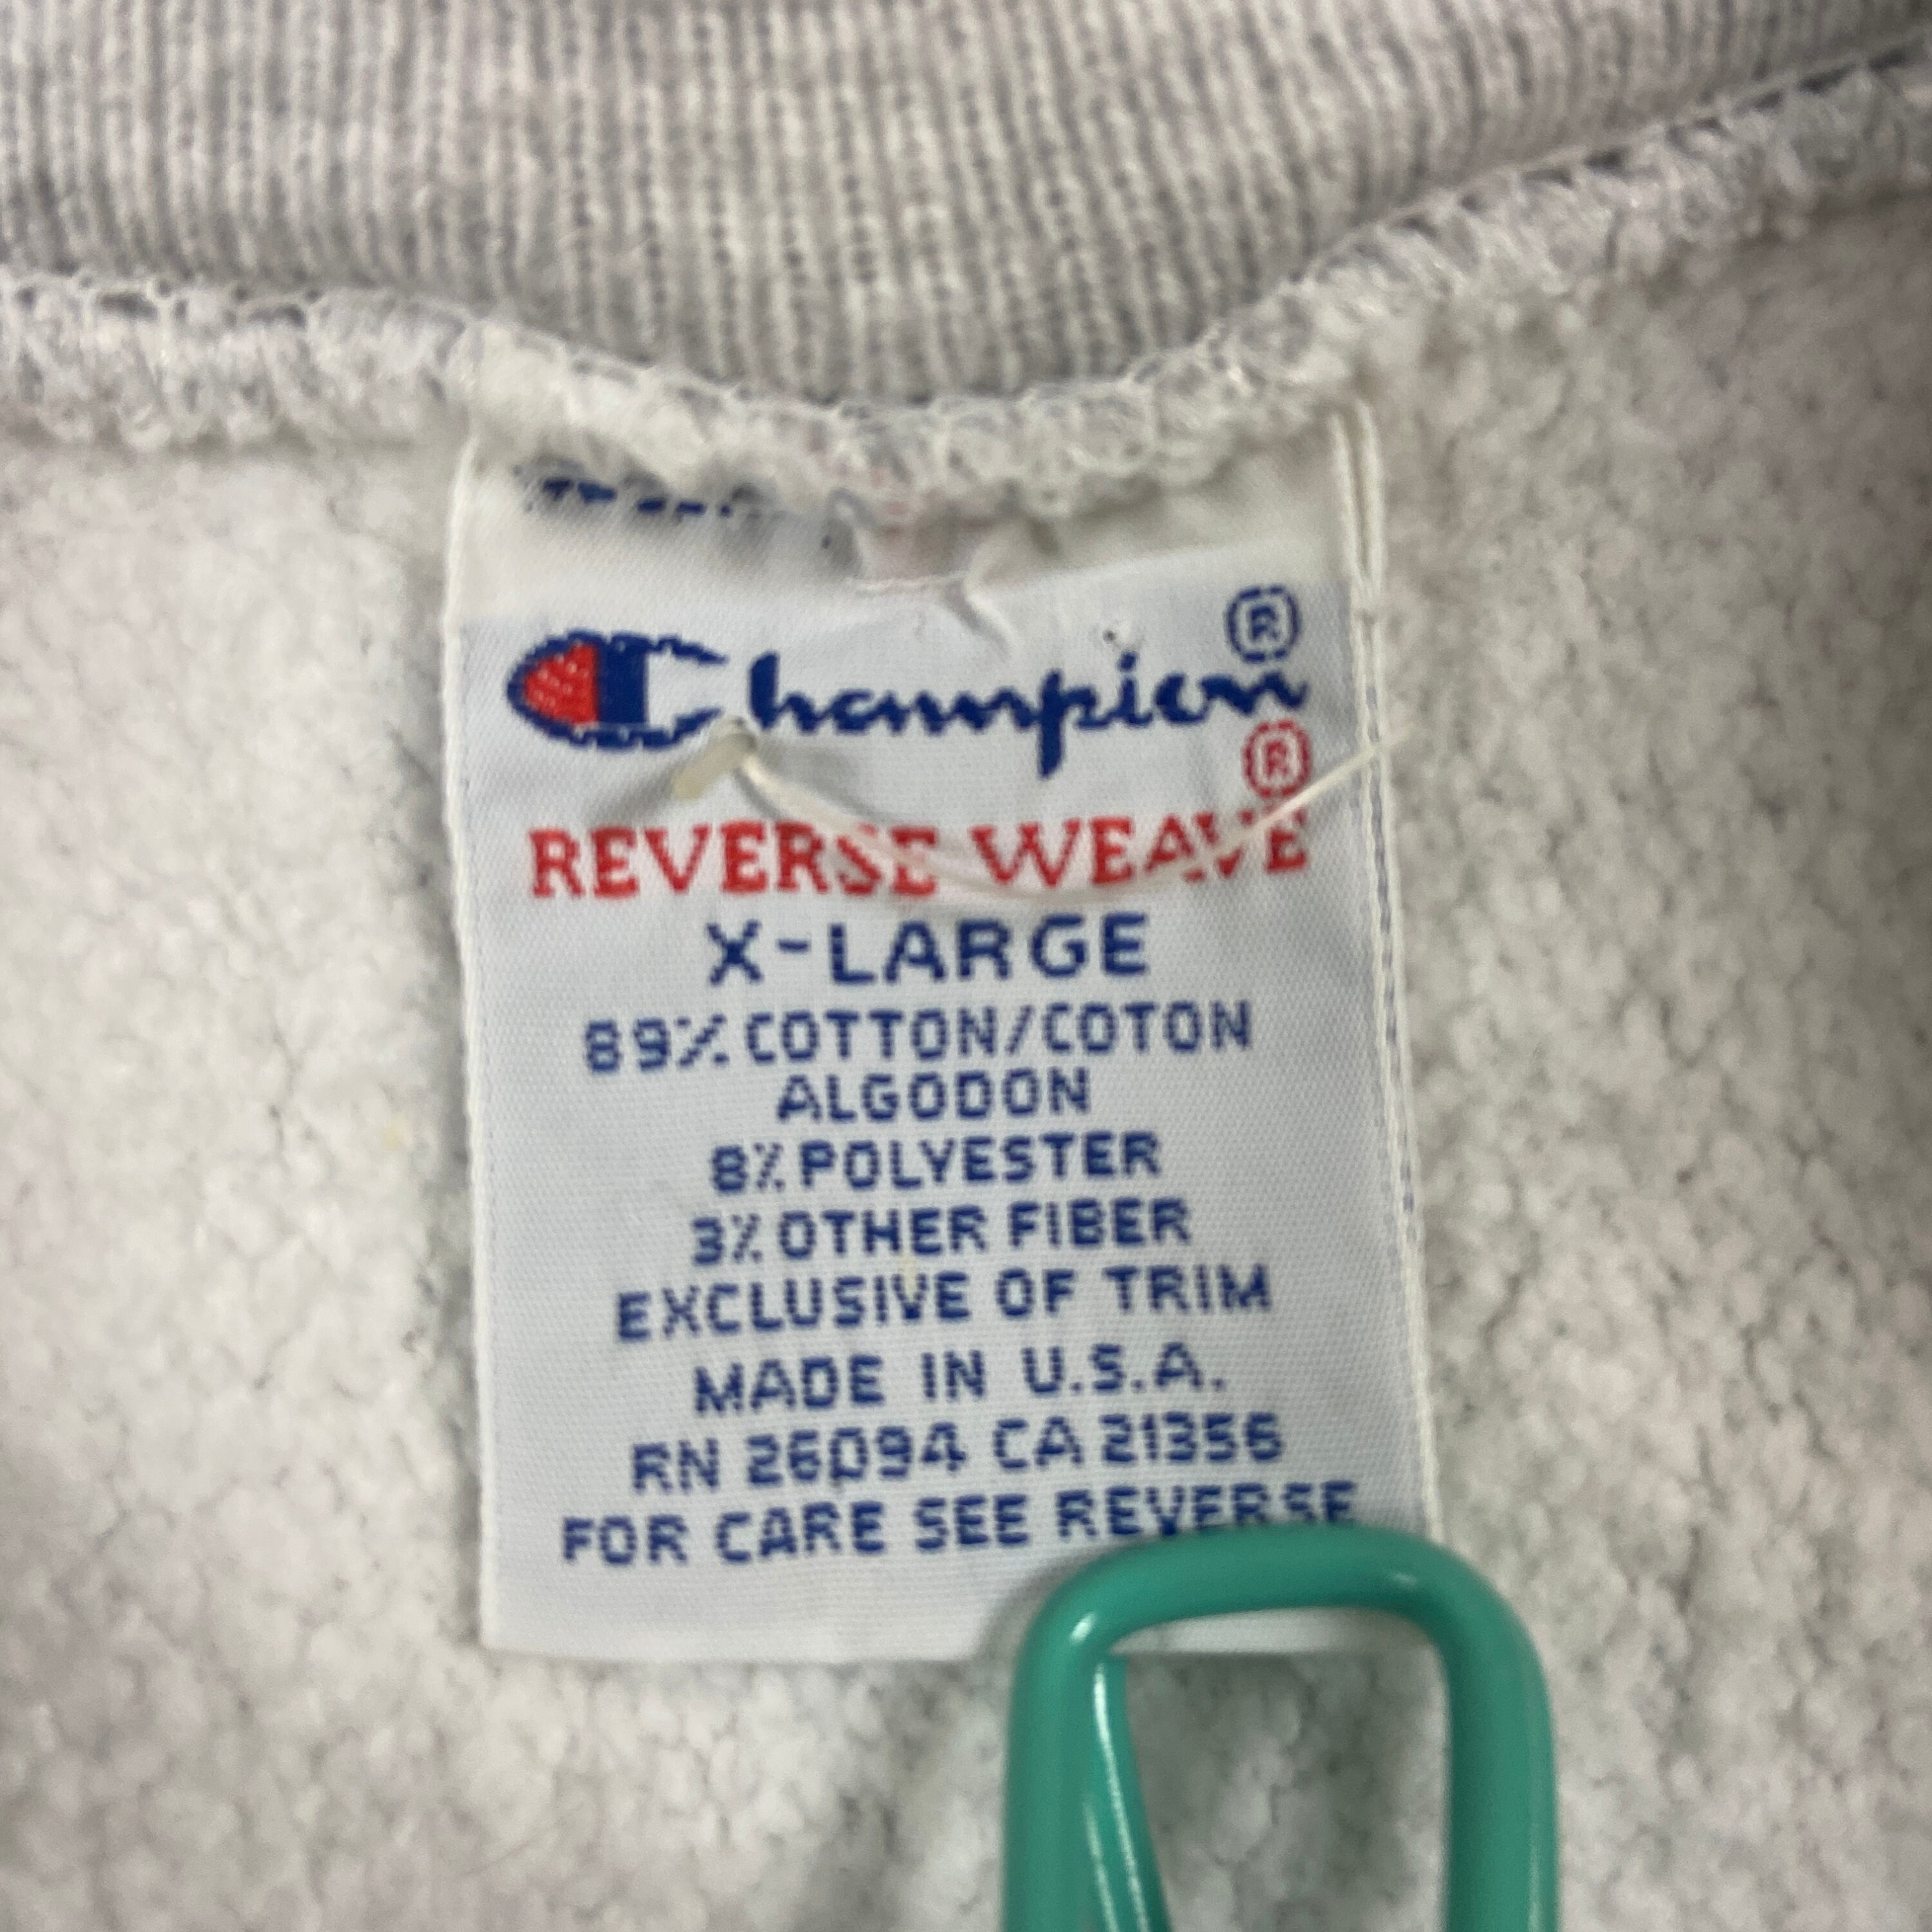 Champion®
®
REVERSE WEAVE
X-LARGE
89% COTTON/COTON
ALGODON
8% POLYESTER
3% OTHER FIBER
EXCLUSIVE OF TRIM
MADE IN U.S.A.
RN 26094 CA 21356
FOR CARE SEE REVERSE